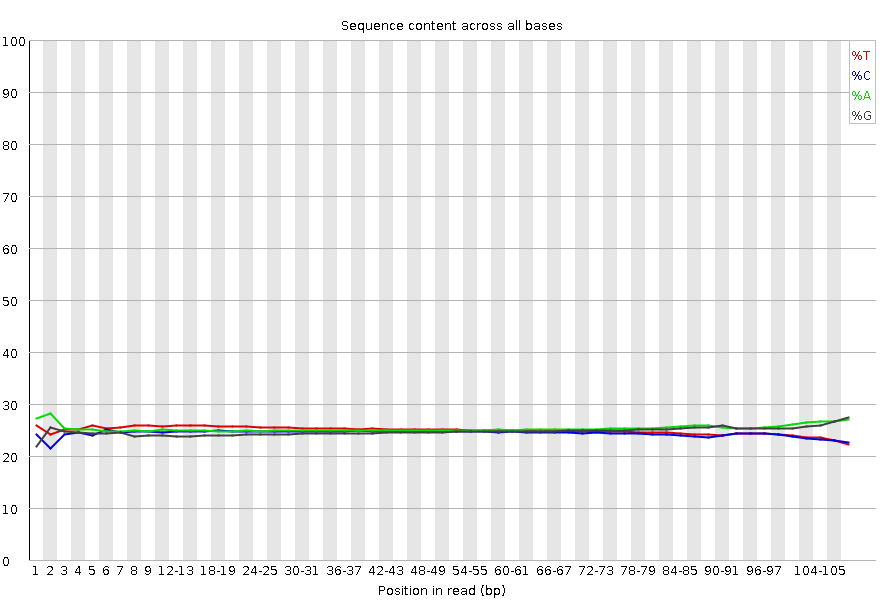 Sequence content across all bases
100
90
80
70
60
50
40
30
20
10
0
%T
%C
%A
%G
1 2 3 4 5 6 7 8 9 12-13 18-19 24-25 30-31 36-37 42-43 48-49 54-55 60-61 66-67 72-73 78-79 84-85 90-91 96-97 104-105
Position in read (bp)